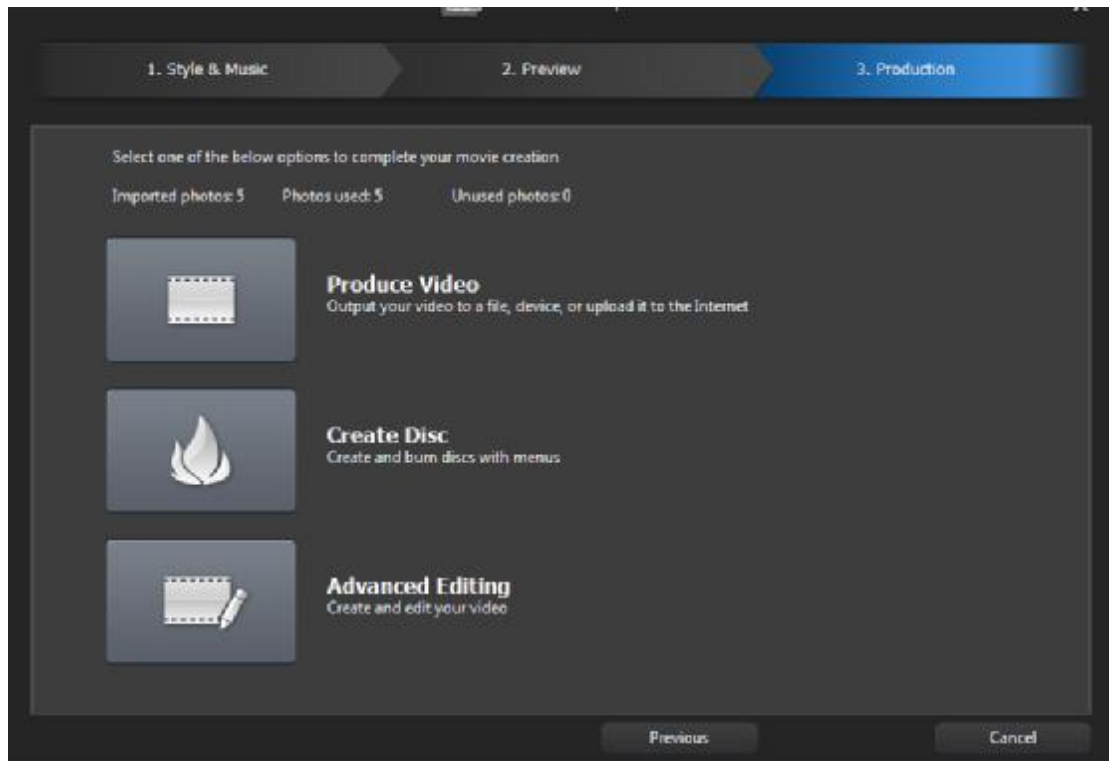 1. Style & Music
2. Preview
3. Production
Select one of the below options to complete your movie creation
Imported photos: 5
Photos used: 5
Unused photos: 0
Produce Video
Output your video to a file, device, or upload it to the Internet
Create Disc
Create and burn discs with menus
Advanced Editing
Create and edit your video
Previous
Cancel